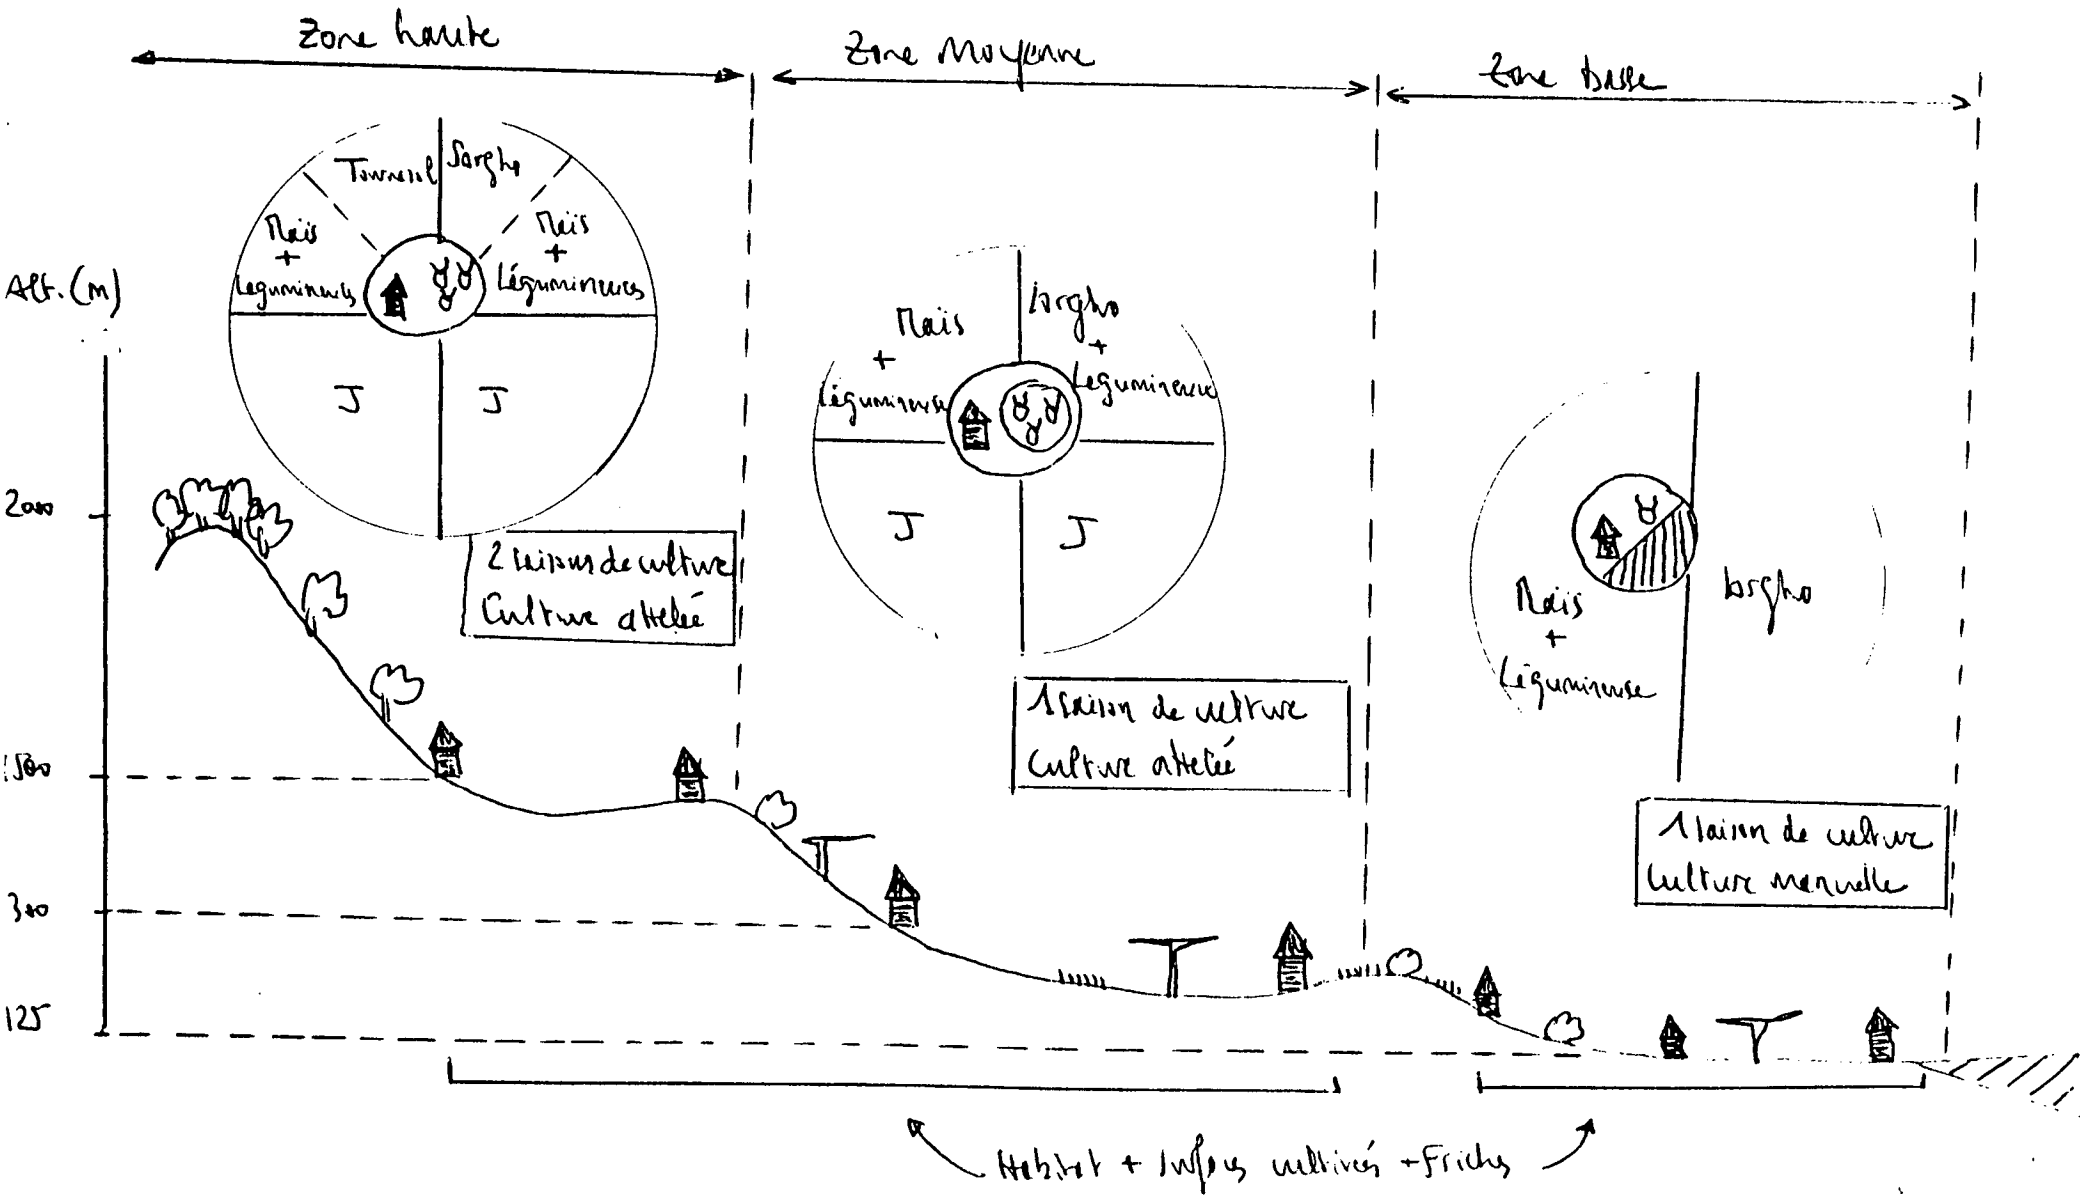 Zone haute
Zone Moyenne
Zone basse
Tournesol
Sorgho
Maïs
+
Légumineuses
Maïs
+
Légumineuses
J
J
2 saisons de culture
Culture attelée
Maïs
+
Légumineuse
Sorgho
+
Légumineuse
J
J
1 saison de culture
Culture attelée
Maïs
+
Légumineuse
Sorgho
1 saison de culture
Culture manuelle
Alt. (m)
2000
1500
300
125
Habitat + cultivés + Friches